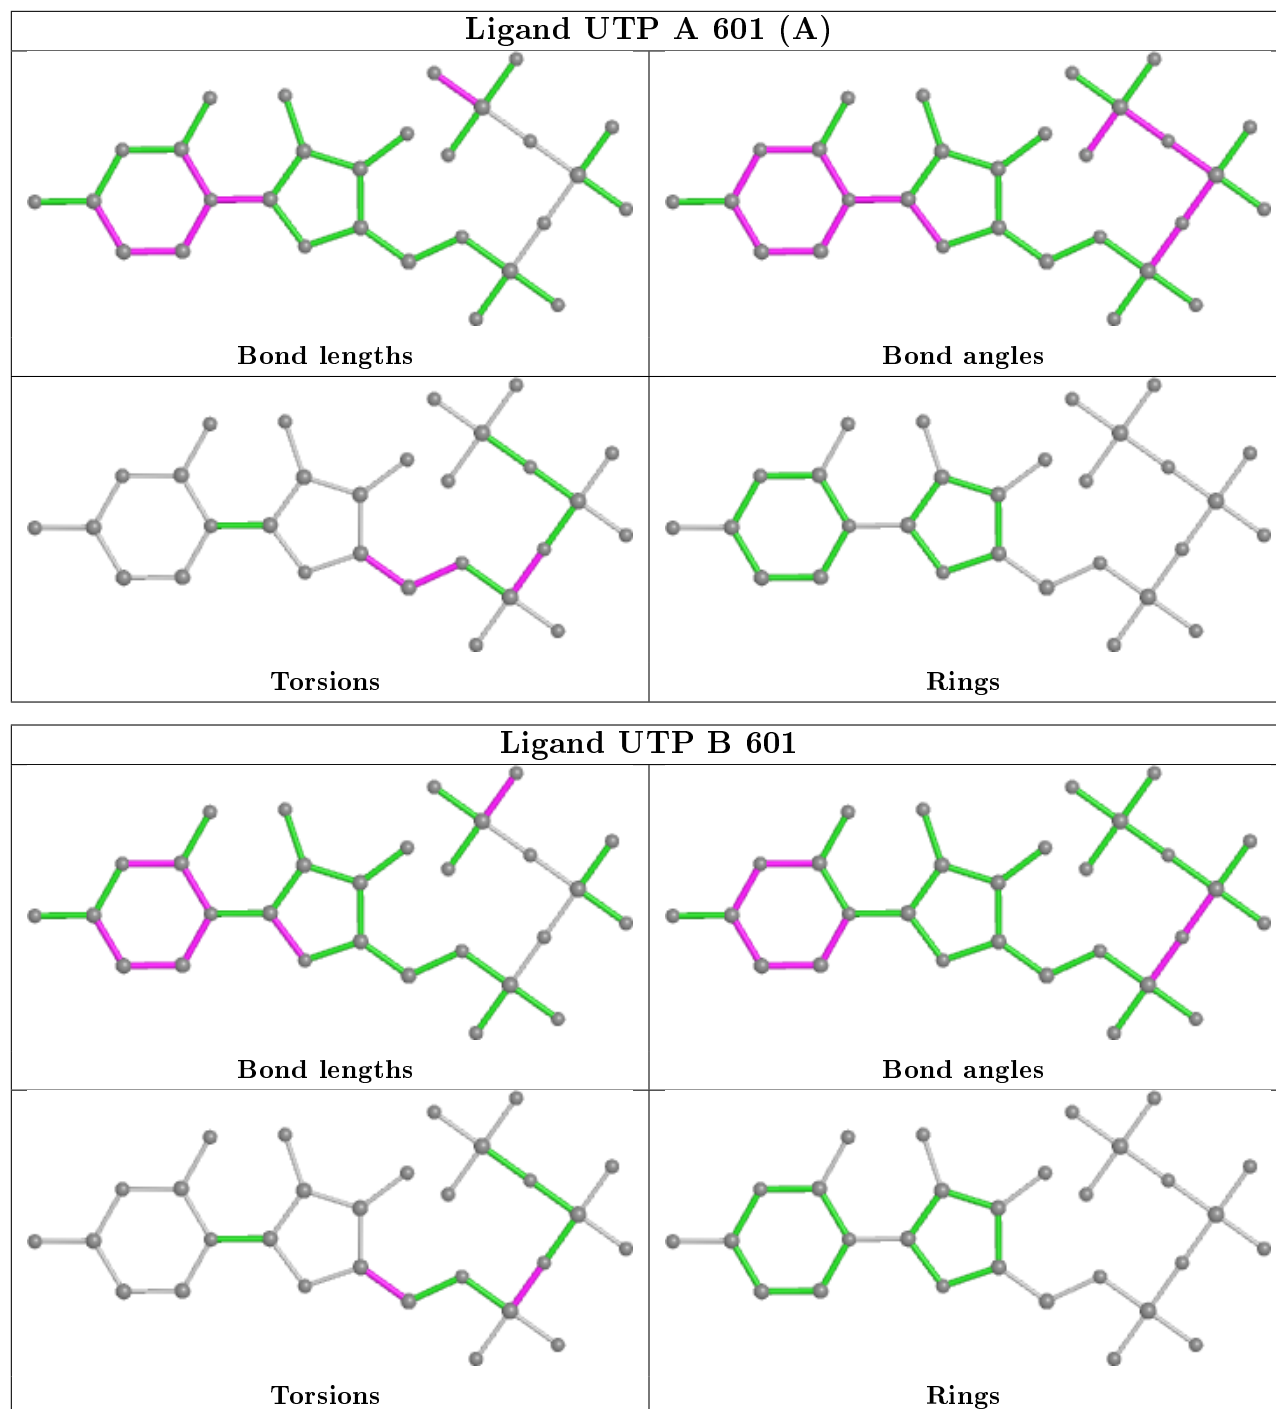 Ligand UTP A 601 (A)
Bond lengths
Bond angles
Torsions
Rings
Ligand UTP B 601
Bond lengths
Bond angles
Torsions
Rings